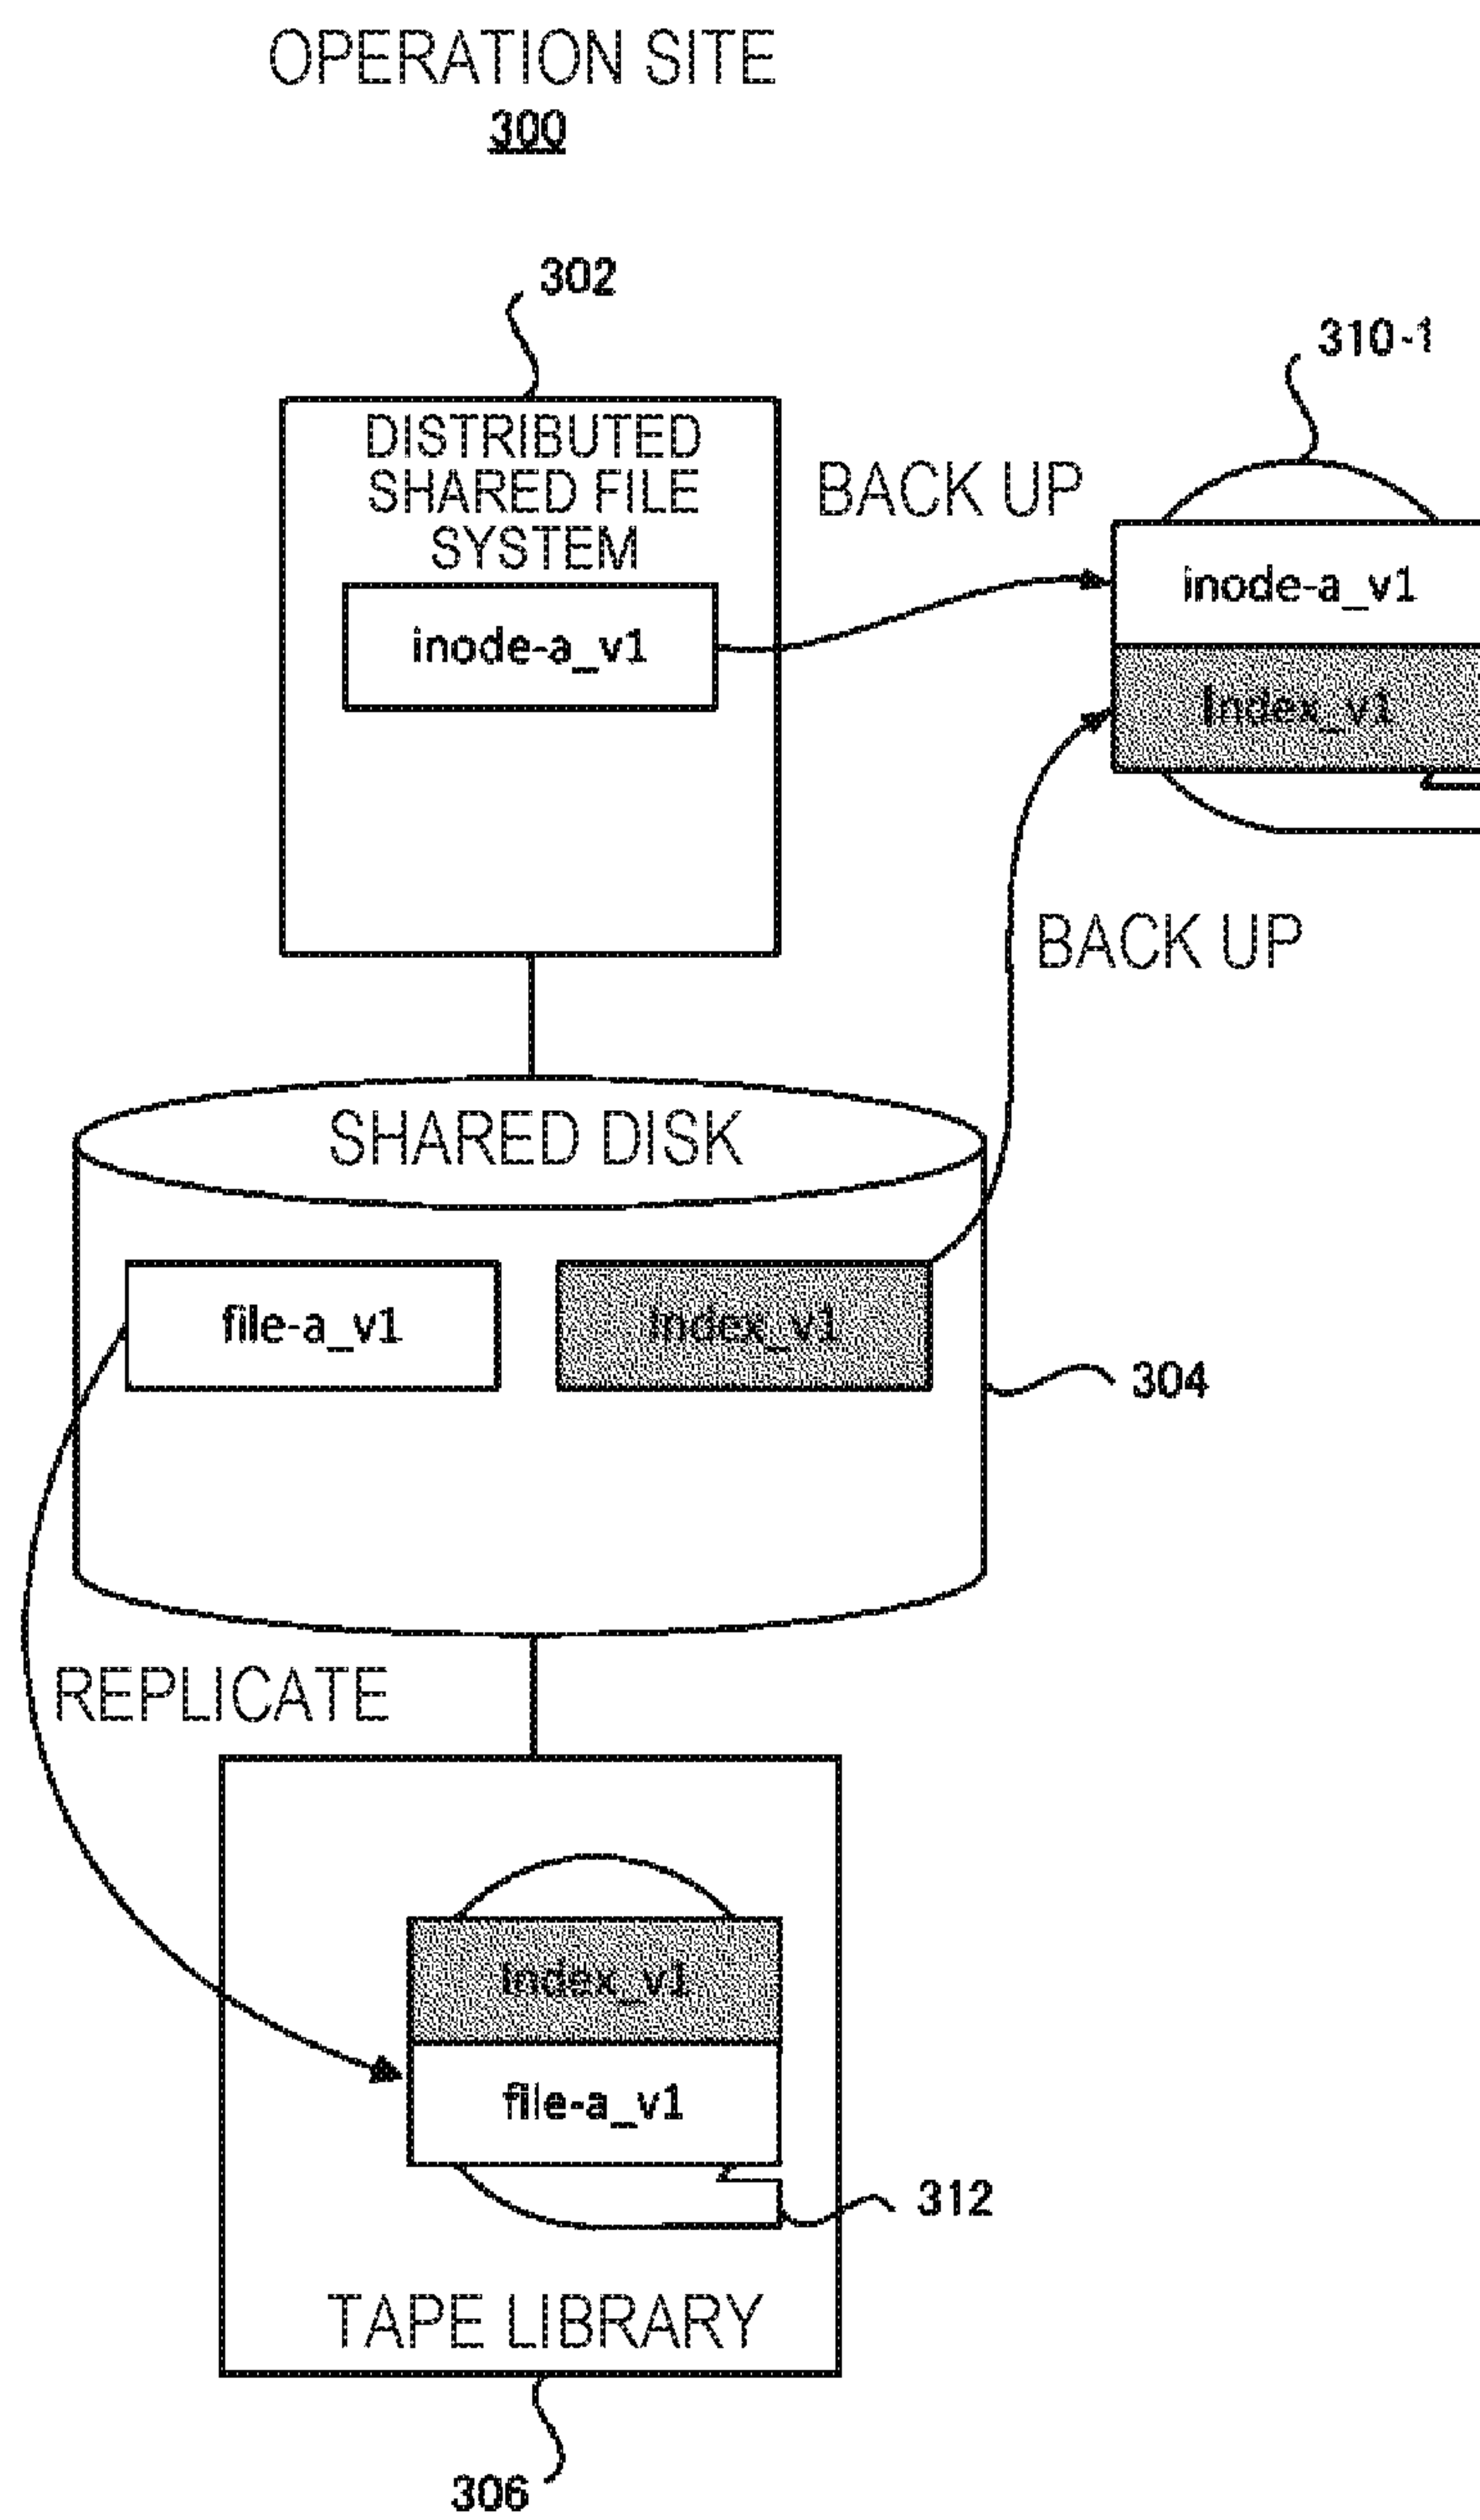 OPERATION SITE
300
302
310-1
DISTRIBUTED
SHARED FILE
SYSTEM
BACK UP
inode-a_v1
inode-a_v1
Index_v1
BACK UP
SHARED DISK
file-a_v1
Index_v1
304
REPLICATE
Index_v1
file-a_v1
312
TAPE LIBRARY
306